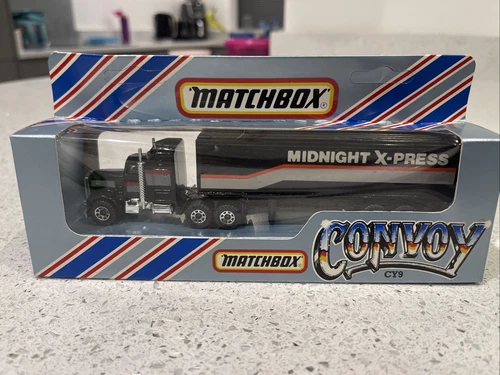 MATCHBOX®
MIDNIGHT X-PRESS
MATCHBOX
CONVOY
CY9